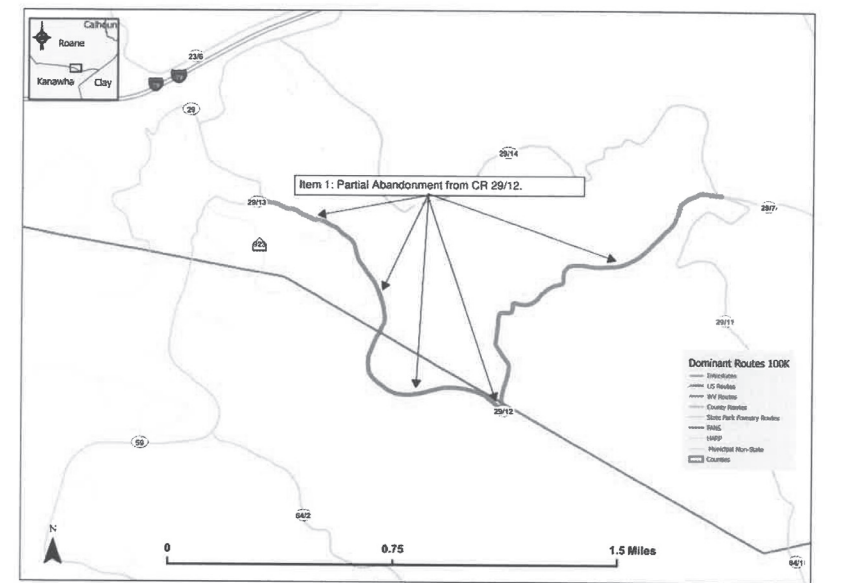 Calhoun
Roane
Kanawha
Clay
23/6
29
29/14
Item 1: Partial Abandonment from CR 29/12.
29/13
29/7
29/11
Dominant Routes 100K
Interstates
US Routes
WV Routes
County Routes
State Park Forestry Routes
FANS
HARP
Municipal Non-State
Counties
29/12
59
64/2
N
0
0.75
1.5 Miles